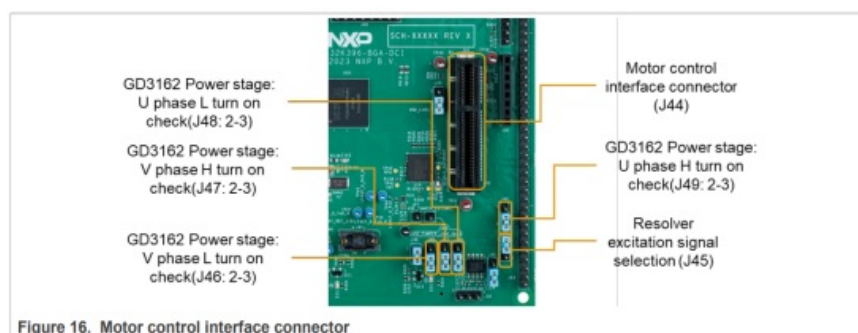 NXP
SCH-XXXXX REV X
32K396-BGA-DC1
2023 NXP B.V.
GD3162 Power stage:
U phase L turn on
check(J48: 2-3)
GD3162 Power stage:
V phase H turn on
check(J47: 2-3)
GD3162 Power stage:
V phase L turn on
check(J46: 2-3)
Motor control
interface connector
(J44)
GD3162 Power stage:
U phase H turn on
check(J49: 2-3)
Resolver
excitation signal
selection (J45)
Figure 16. Motor control interface connector